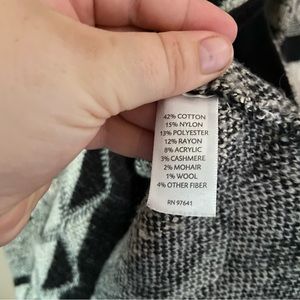 42% COTTON
15% NYLON
13% POLYESTER
12% RAYON
8% ACRYLIC
3% CASHMERE
2% MOHAIR
1% WOOL
4% OTHER FIBER
RN 97641